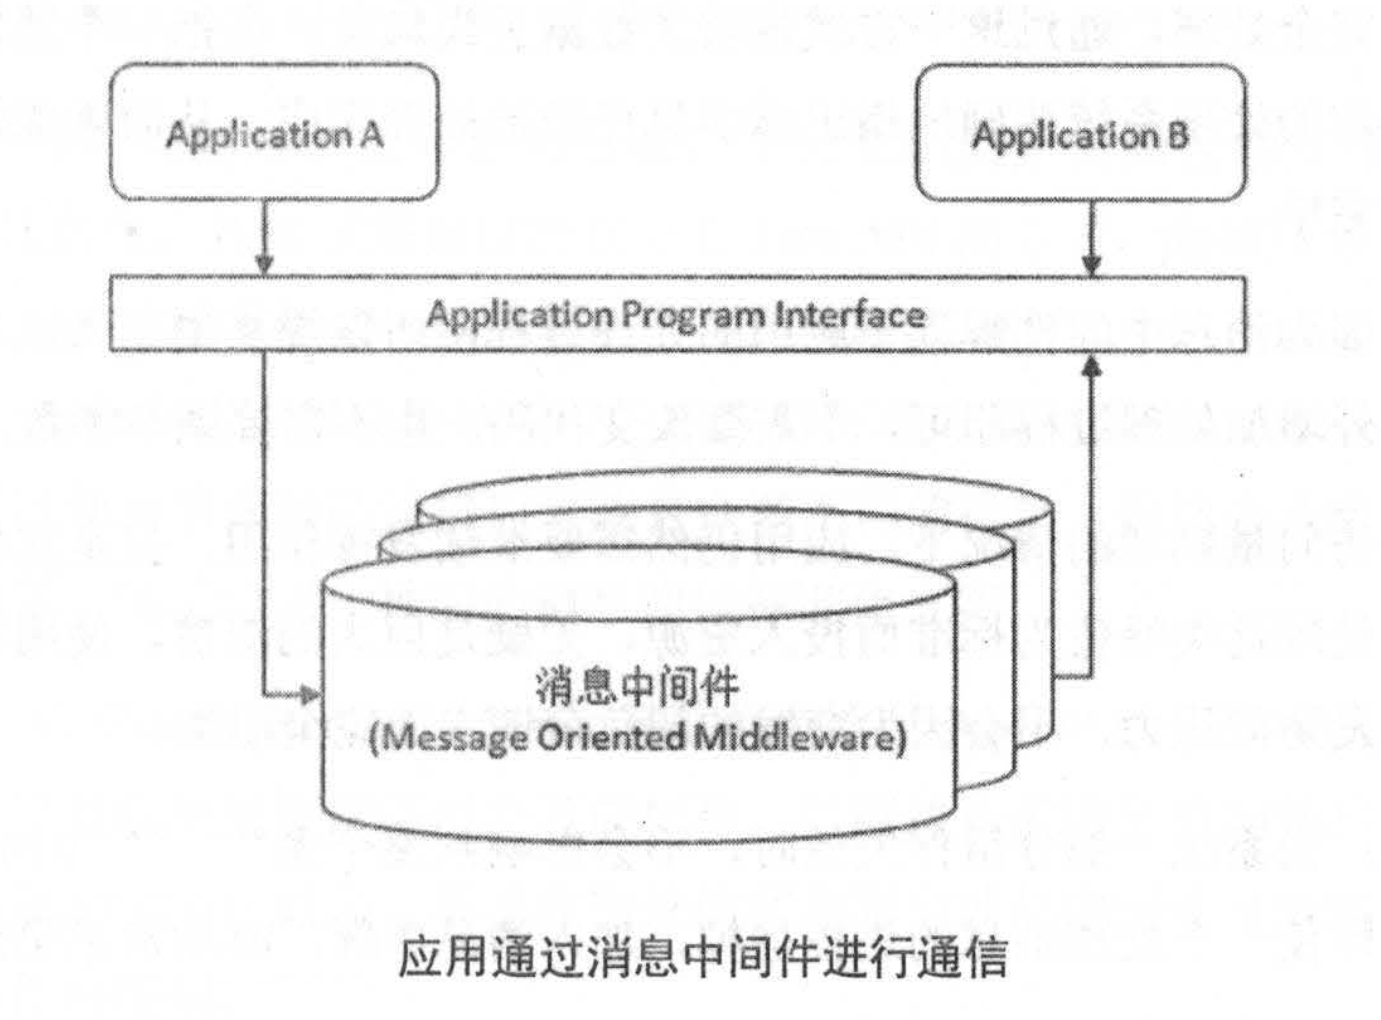 Application A
Application B
Application Program Interface
消息中间件
(Message Oriented Middleware)
应用通过消息中间件进行通信